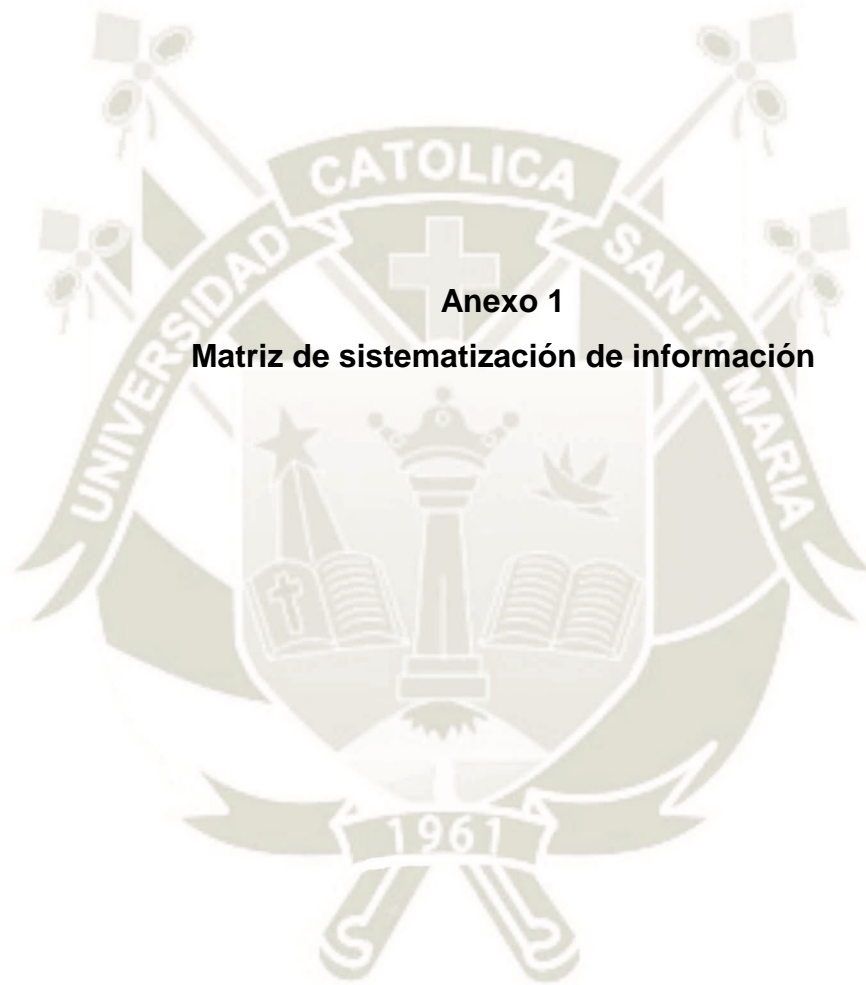 CATOLICA
UNIVERSIDAD
SANTA MARIA
Anexo 1
Matriz de sistematización de información
1961